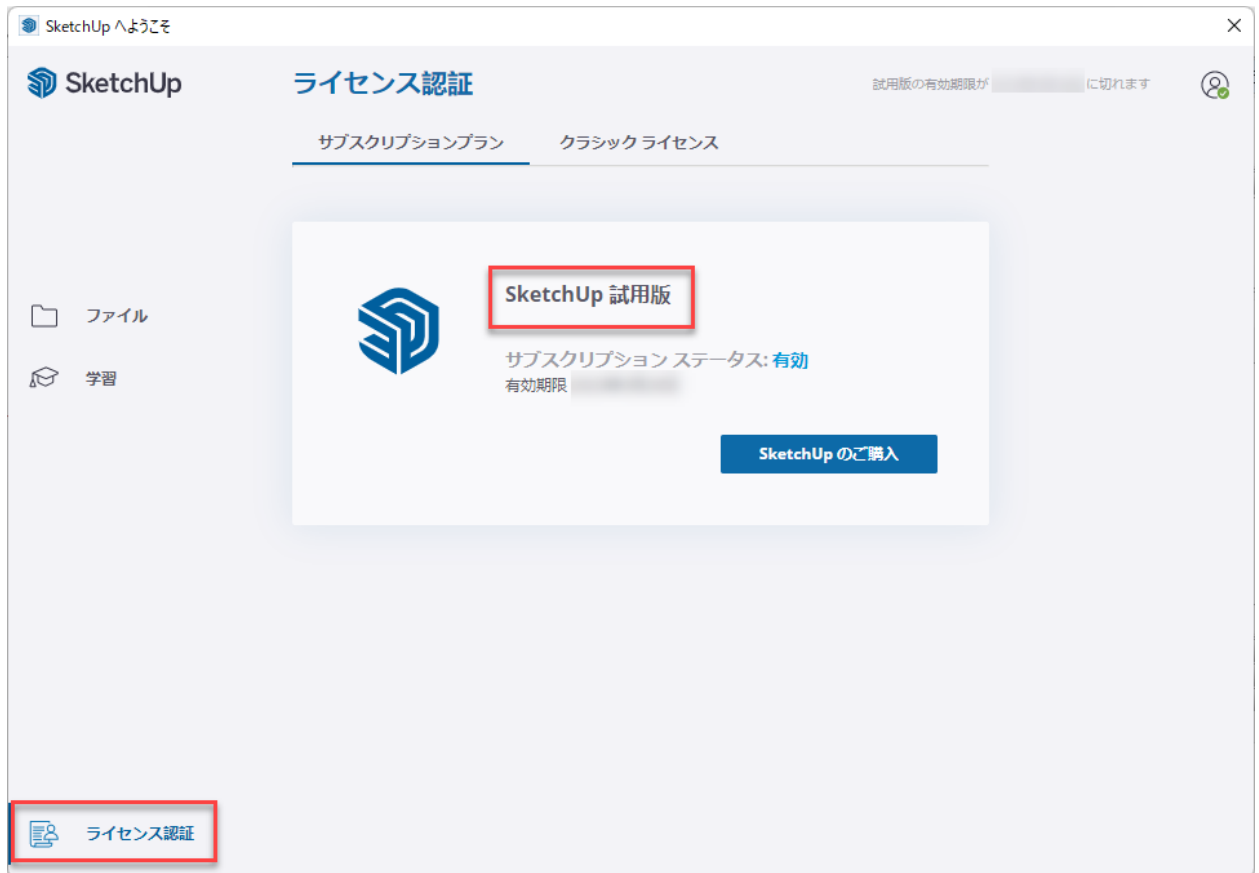 SketchUp へようこそ
SketchUp
ライセンス認証
試用版の有効期限が に切れます
サブスクリプションプラン
クラシック ライセンス
SketchUp 試用版
サブスクリプション ステータス: 有効
有効期限
SketchUp のご購入
ファイル
学習
ライセンス認証